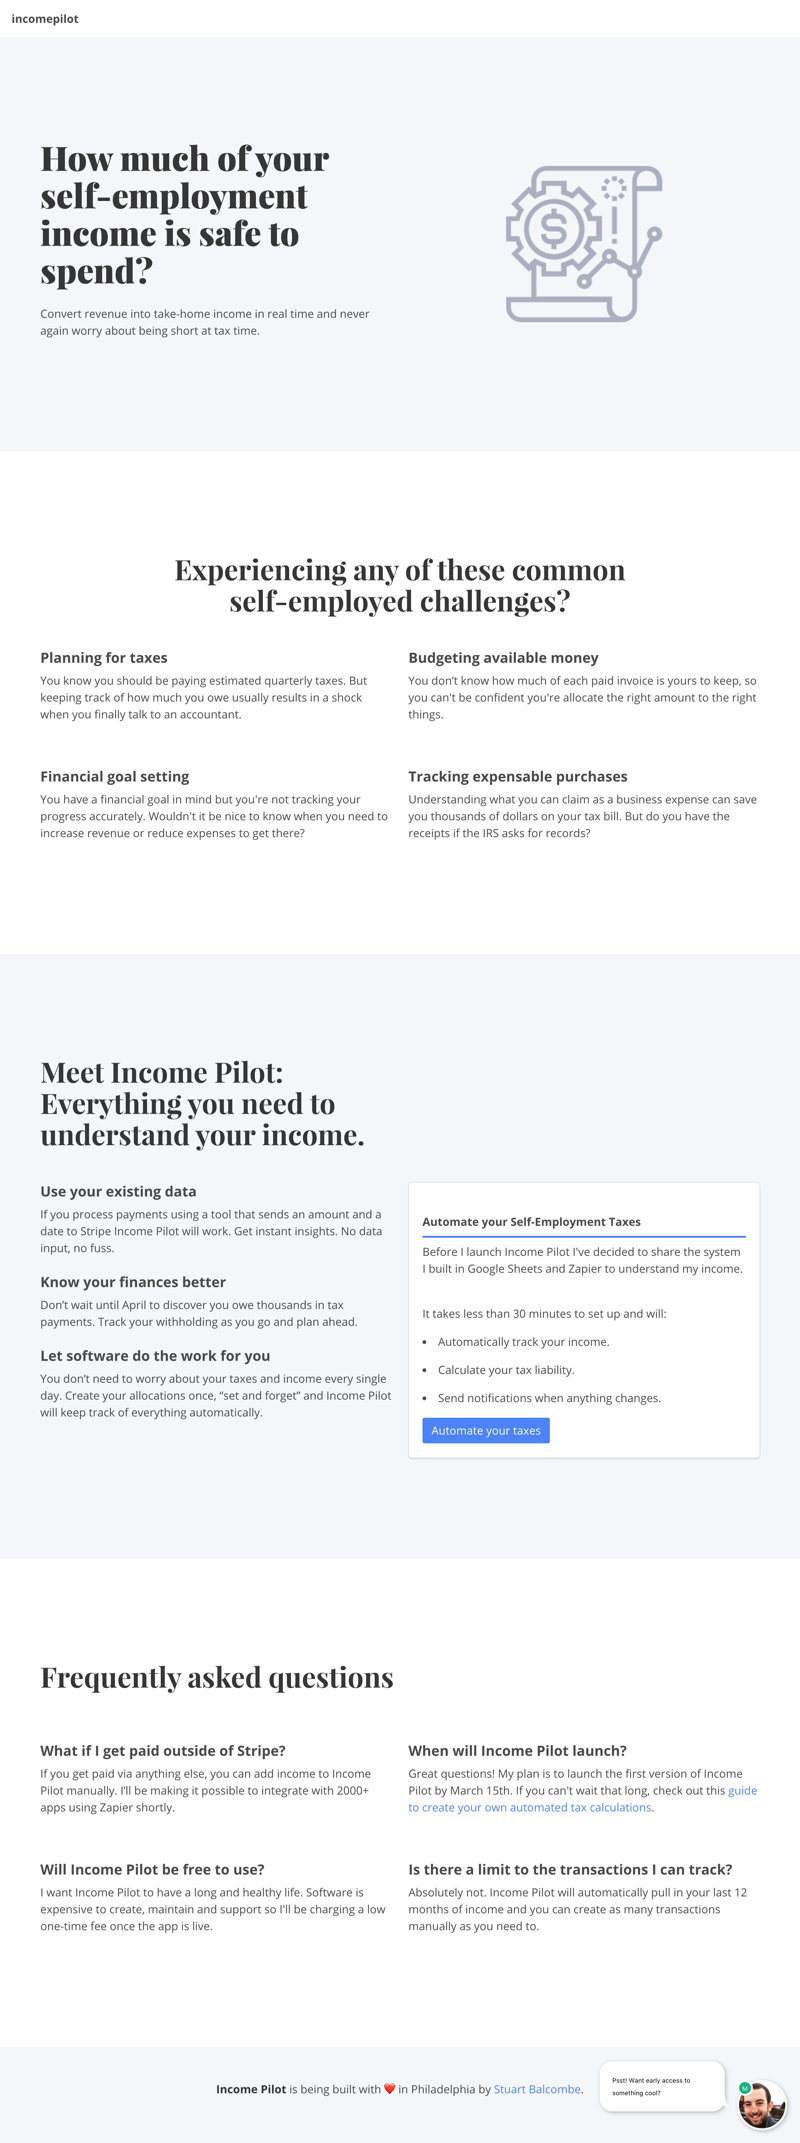 incomepilot
How much of your
self-employment
income is safe to
spend?
Convert revenue into take-home income in real time and never
again worry about being short at tax time.
$
Experiencing any of these common
self-employed challenges?
Planning for taxes
You know you should be paying estimated quarterly taxes. But
keeping track of how much you owe usually results in a shock
when you finally talk to an accountant.
Budgeting available money
You don’t know how much of each paid invoice is yours to keep, so
you can't be confident you're allocate the right amount to the right
things.
Financial goal setting
You have a financial goal in mind but you're not tracking your
progress accurately. Wouldn't it be nice to know when you need to
increase revenue or reduce expenses to get there?
Tracking expensable purchases
Understanding what you can claim as a business expense can save
you thousands of dollars on your tax bill. But do you have the
receipts if the IRS asks for records?
Meet Income Pilot:
Everything you need to
understand your income.
Use your existing data
If you process payments using a tool that sends an amount and a
date to Stripe Income Pilot will work. Get instant insights. No data
input, no fuss.
Know your finances better
Don’t wait until April to discover you owe thousands in tax
payments. Track your withholding as you go and plan ahead.
Let software do the work for you
You don’t need to worry about your taxes and income every single
day. Create your allocations once, “set and forget” and Income Pilot
will keep track of everything automatically.
Automate your Self-Employment Taxes
Before I launch Income Pilot I've decided to share the system
I built in Google Sheets and Zapier to understand my income.
It takes less than 30 minutes to set up and will:
• Automatically track your income.
• Calculate your tax liability.
• Send notifications when anything changes.
Automate your taxes
Frequently asked questions
What if I get paid outside of Stripe?
If you get paid via anything else, you can add income to Income
Pilot manually. I’ll be making it possible to integrate with 2000+
apps using Zapier shortly.
When will Income Pilot launch?
Great questions! My plan is to launch the first version of Income
Pilot by March 15th. If you can't wait that long, check out this guide
to create your own automated tax calculations.
Will Income Pilot be free to use?
I want Income Pilot to have a long and healthy life. Software is
expensive to create, maintain and support so I'll be charging a low
one-time fee once the app is live.
Is there a limit to the transactions I can track?
Absolutely not. Income Pilot will automatically pull in your last 12
months of income and you can create as many transactions
manually as you need to.
Income Pilot is being built with ❤️ in Philadelphia by Stuart Balcombe.
Psst! Want early access to
something cool?
M